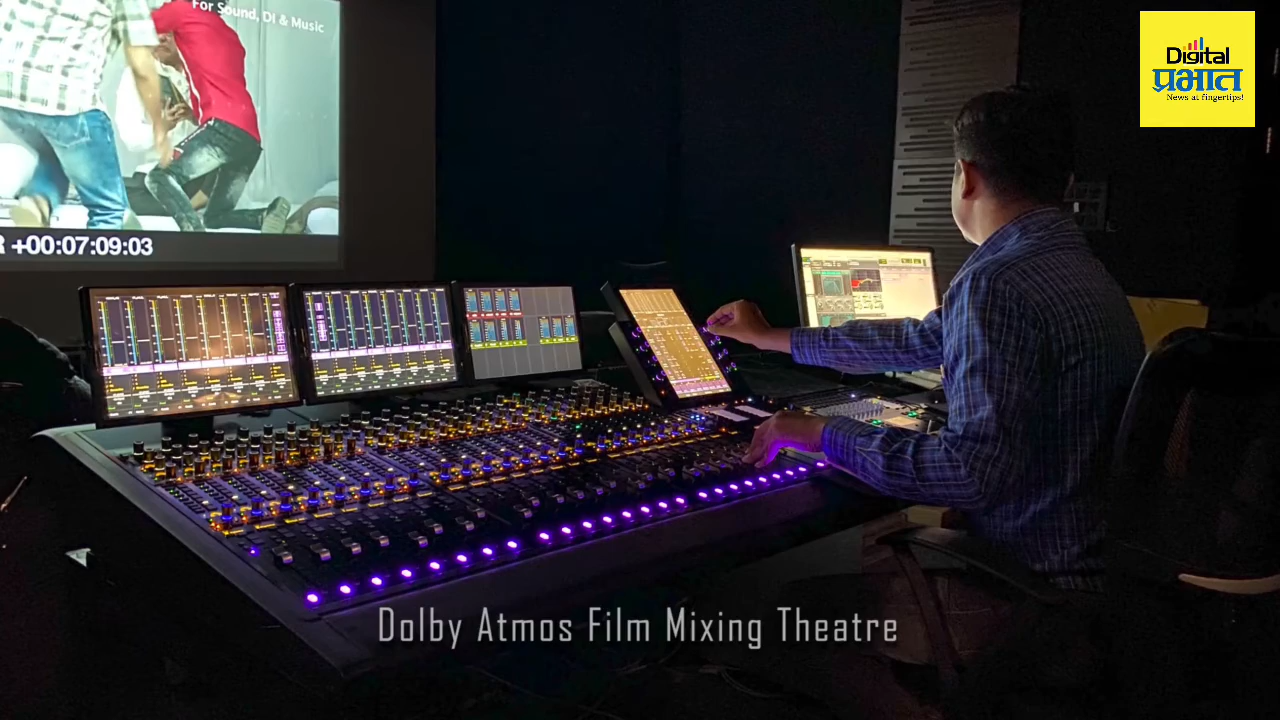 For Sound, DI & Music
Digital
प्रभात
News at fingertips!
R +00:07:09:03
Dolby Atmos Film Mixing Theatre